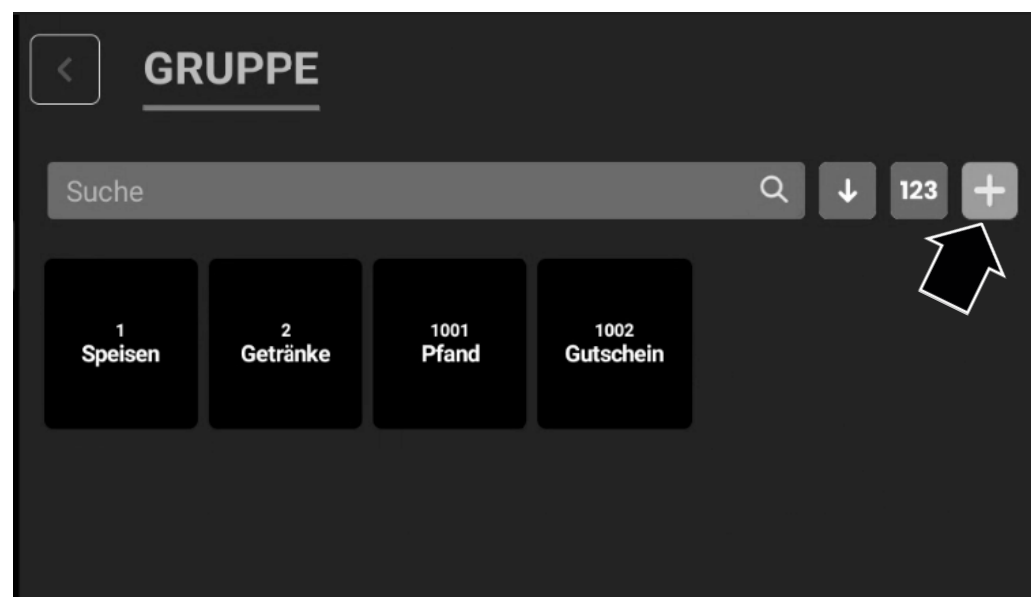 GRUPPE
Suche
123
1
Speisen
2
Getränke
1001
Pfand
1002
Gutschein